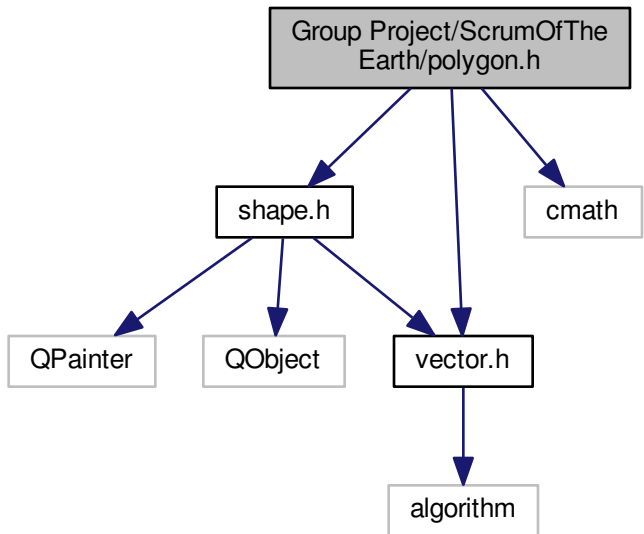 Group Project/ScrumOfThe
Earth/polygon.h
shape.h
cmath
QPainter
QObject
vector.h
algorithm